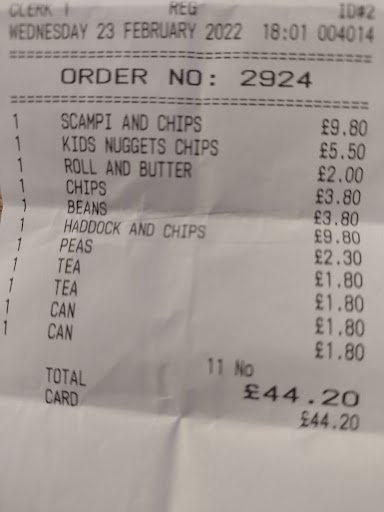 CLERK 1 REG ID#2
WEDNESDAY 23 FEBRUARY 2022 18:01 004014
ORDER NO: 2924
1 SCAMPI AND CHIPS £9.80
1 KIDS NUGGETS CHIPS £5.50
1 ROLL AND BUTTER £2.00
1 CHIPS £3.80
1 BEANS £3.80
1 HADDOCK AND CHIPS £9.80
1 PEAS £2.30
1 TEA £1.80
1 TEA £1.80
1 CAN £1.80
1 CAN £1.80
11 No
TOTAL £44.20
CARD £44.20